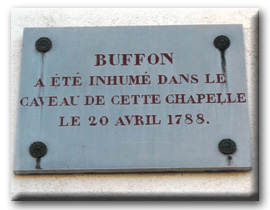 BUFFON
A ÉTÉ INHUMÉ DANS LE
CAVEAU DE CETTE CHAPELLE
LE 20 AVRIL 1788.